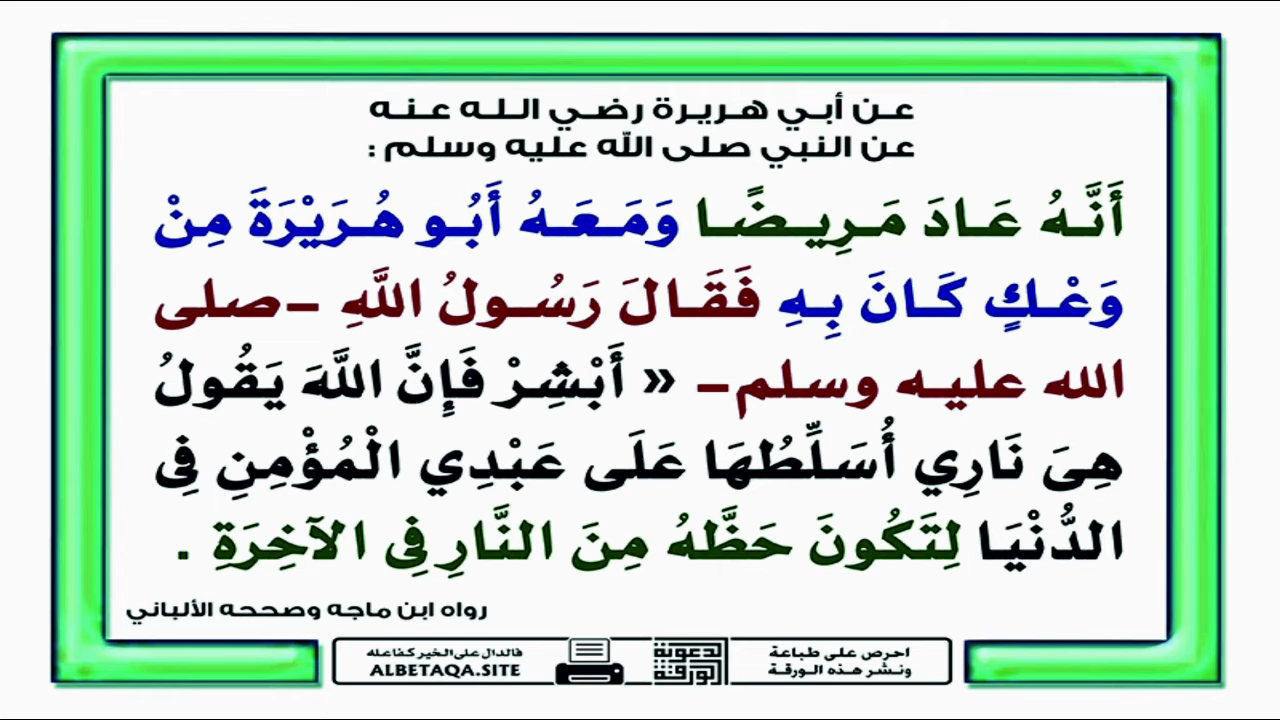 عن أبي هريرة رضي الله عنه
عن النبي صلى الله عليه وسلم :
أَنَّهُ عَادَ مَرِيضًا وَمَعَهُ أَبُو هُرَيْرَةَ مِنْ
وَعْكٍ كَانَ بِهِ فَقَالَ رَسُولُ اللَّهِ -صلى
الله عليه وسلم- « أَبْشِرْ فَإِنَّ اللَّهَ يَقُولُ
هِىَ نَارِي أُسَلِّطُهَا عَلَى عَبْدِي الْمُؤْمِنِ فِى
الدُّنْيَا لِتَكُونَ حَظَّهُ مِنَ النَّارِ فِى الآخِرَةِ .
رواه ابن ماجه وصححه الألباني
احرص على طباعة
ونشر هذه الورقة
الورقة
الدعوية
فالدال على الخير كفاعله
ALBETAQA.SITE